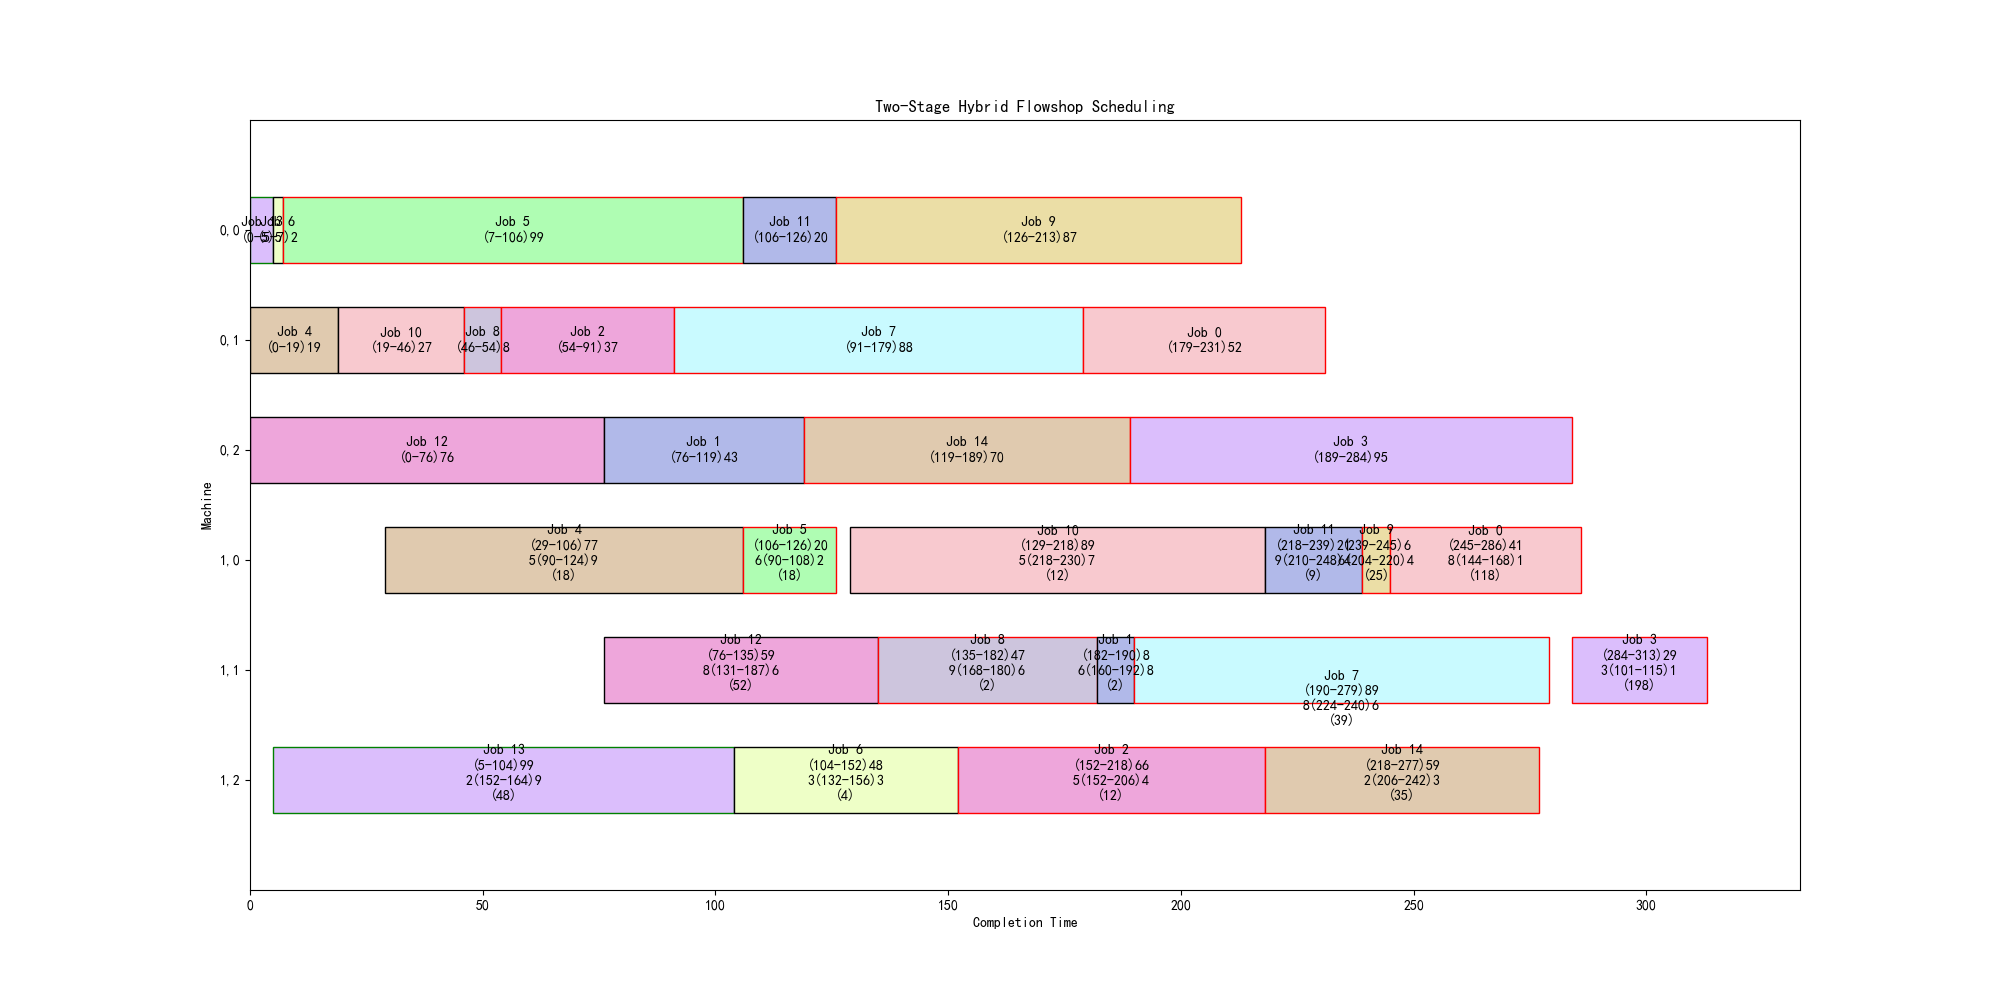 Two-Stage Hybrid Flowshop Scheduling
Machine
0,0
Job 13
(0-5)5
Job 6
(5-7)2
Job 5
(7-106)99
Job 11
(106-126)20
Job 9
(126-213)87
0,1
Job 4
(0-19)19
Job 10
(19-46)27
Job 8
(46-54)8
Job 2
(54-91)37
Job 7
(91-179)88
Job 0
(179-231)52
0,2
Job 12
(0-76)76
Job 1
(76-119)43
Job 14
(119-189)70
Job 3
(189-284)95
1,0
Job 4
(29-106)77
5(90-124)9
(18)
Job 5
(106-126)20
6(90-108)2
(18)
Job 10
(129-218)89
5(218-230)7
(12)
Job 11
(218-239)21
9(210-248)4
(9)
Job 9
(239-245)6
6(204-220)4
(25)
Job 0
(245-286)41
8(144-168)1
(118)
1,1
Job 12
(76-135)59
8(131-187)6
(52)
Job 8
(135-182)47
9(168-180)6
(2)
Job 1
(182-190)8
6(160-192)8
(2)
Job 7
(190-279)89
8(224-240)6
(39)
Job 3
(284-313)29
3(101-115)1
(198)
1,2
Job 13
(5-104)99
2(152-164)9
(48)
Job 6
(104-152)48
3(132-156)3
(4)
Job 2
(152-218)66
5(152-206)4
(12)
Job 14
(218-277)59
2(206-242)3
(35)
0 50 100 150 200 250 300
Completion Time